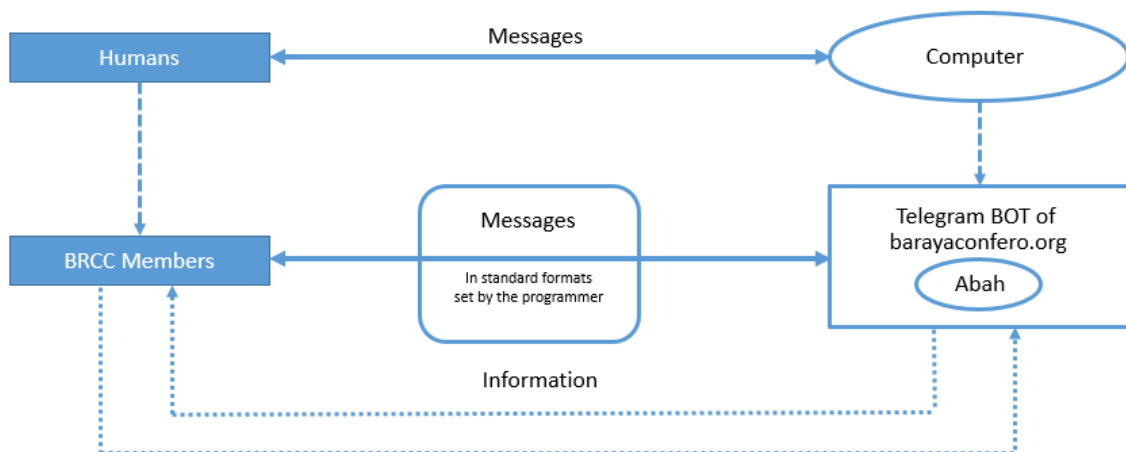 Messages
Humans
Computer
Messages
Telegram BOT of
barayaconfero.org
BRCC Members
In standard formats
set by the programmer
Abah
Information